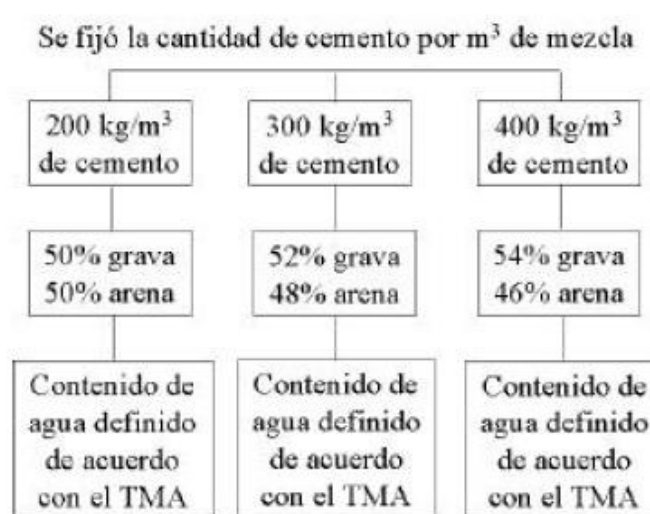 Se fijó la cantidad de cemento por m³ de mezcla
200 kg/m³
de cemento
300 kg/m³
de cemento
400 kg/m³
de cemento
50% grava
50% arena
52% grava
48% arena
54% grava
46% arena
Contenido de
agua definido
de acuerdo
con el TMA
Contenido de
agua definido
de acuerdo
con el TMA
Contenido de
agua definido
de acuerdo
con el TMA